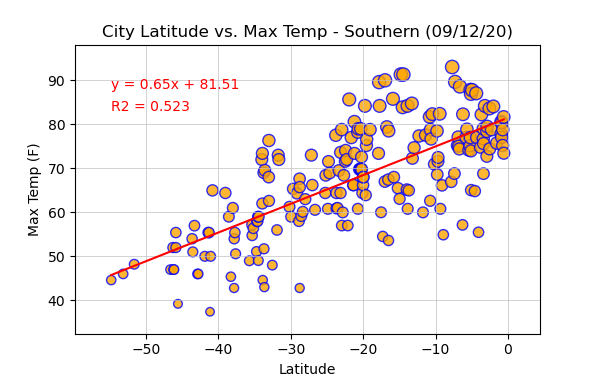 City Latitude vs. Max Temp - Southern (09/12/20)
y = 0.65x + 81.51
R2 = 0.523
Max Temp (F)
90
80
70
60
50
40
−50 −40 −30 −20 −10 0
Latitude